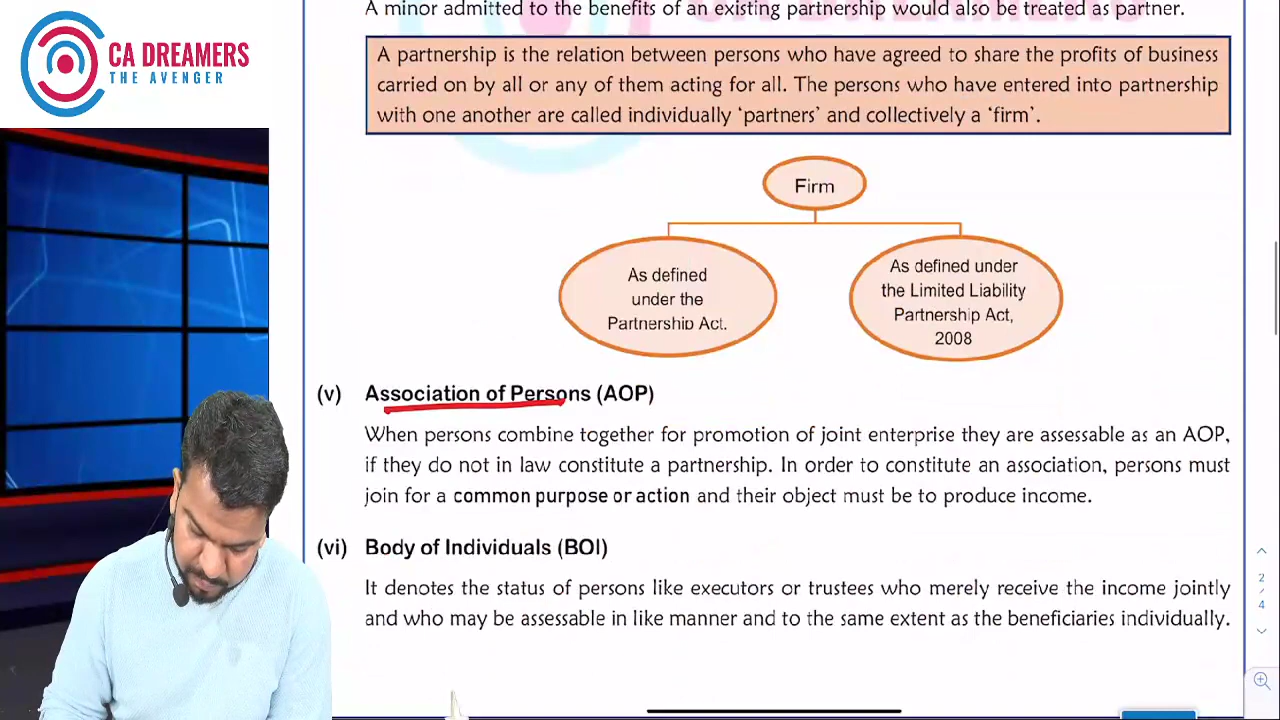 CA DREAMERS
THE AVENGER
A minor admitted to the benefits of an existing partnership would also be treated as partner.
A partnership is the relation between persons who have agreed to share the profits of business
carried on by all or any of them acting for all. The persons who have entered into partnership
with one another are called individually ‘partners’ and collectively a ‘firm’.
Firm
As defined
under the
Partnership Act.
As defined under
the Limited Liability
Partnership Act,
2008
(v) Association of Persons (AOP)
When persons combine together for promotion of joint enterprise they are assessable as an AOP,
if they do not in law constitute a partnership. In order to constitute an association, persons must
join for a common purpose or action and their object must be to produce income.
(vi) Body of Individuals (BOI)
It denotes the status of persons like executors or trustees who merely receive the income jointly
and who may be assessable in like manner and to the same extent as the beneficiaries individually.
2
/
4